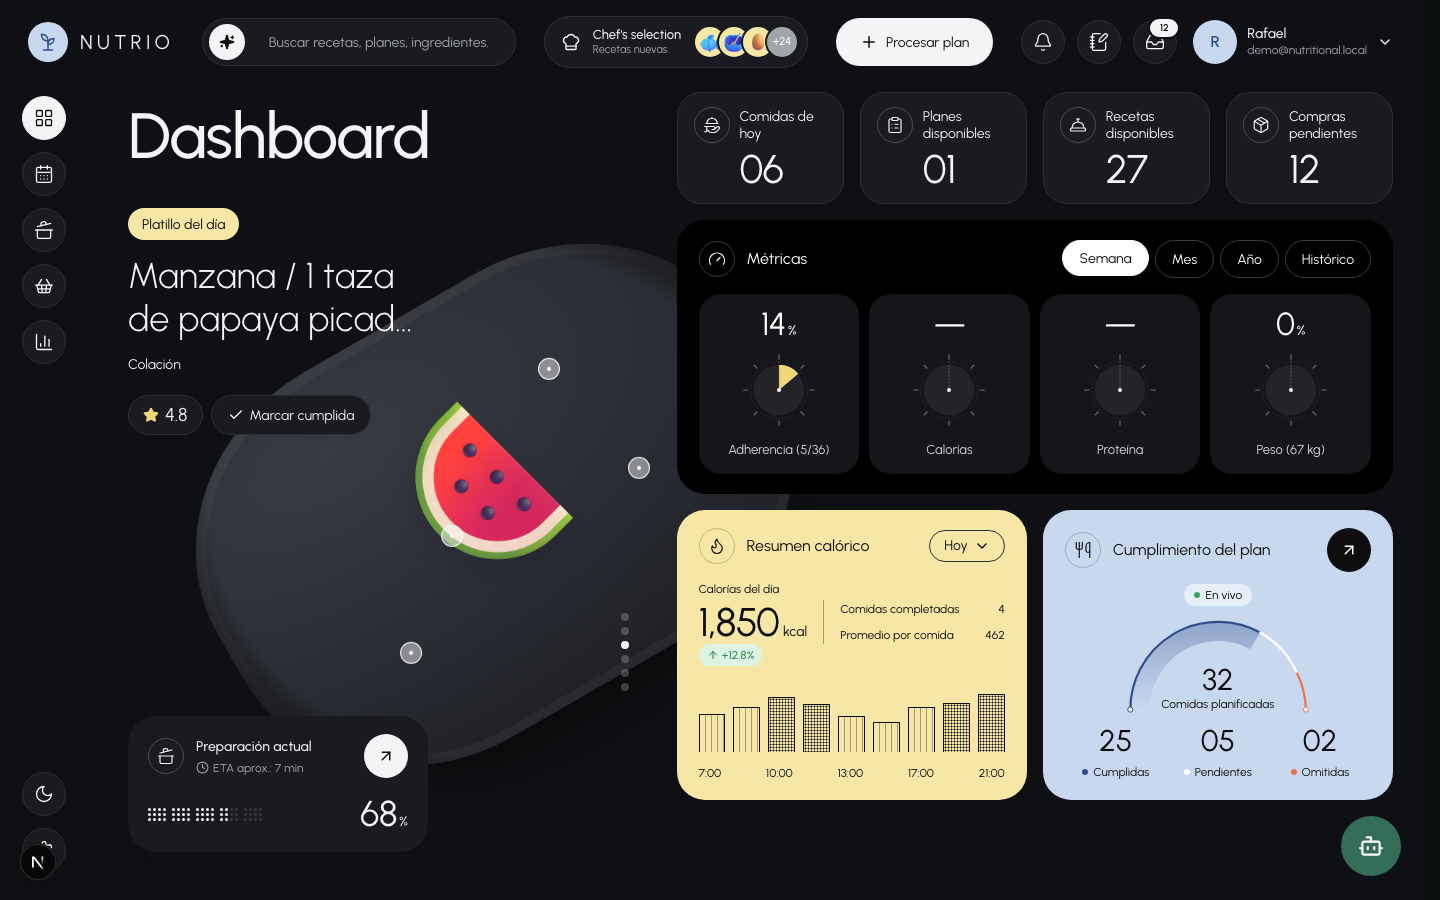 NUTRIO
Buscar recetas, planes, ingredientes.
Chef's selection
Recetas nuevas
+24
Procesar plan
12
R
Rafael
demo@nutritional.local
Dashboard
Platillo del día
Manzana / 1 taza
de papaya picad...
Colación
4.8
Marcar cumplida
Preparación actual
ETA aprox.: 7 min
68%
N
Comidas de
hoy
06
Planes
disponibles
01
Recetas
disponibles
27
Compras
pendientes
12
Métricas
Semana
Mes
Año
Histórico
14%
Adherencia (5/36)
—
Calorías
—
Proteína
0%
Peso (67 kg)
Resumen calórico
Hoy
Calorías del día
1,850 kcal
+12.8%
Comidas completadas 4
Promedio por comida 462
7:00 10:00 13:00 17:00 21:00
Cumplimiento del plan
En vivo
32
Comidas planificadas
25 05 02
Cumplidas Pendientes Omitidas